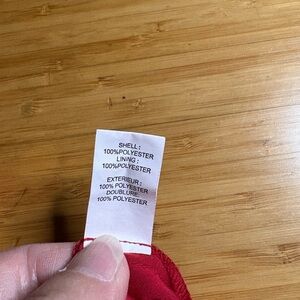 SHELL:
100%POLYESTER
LINING:
100%POLYESTER
EXTERIEUR:
100% POLYESTER
DOUBLURE:
100% POLYESTER